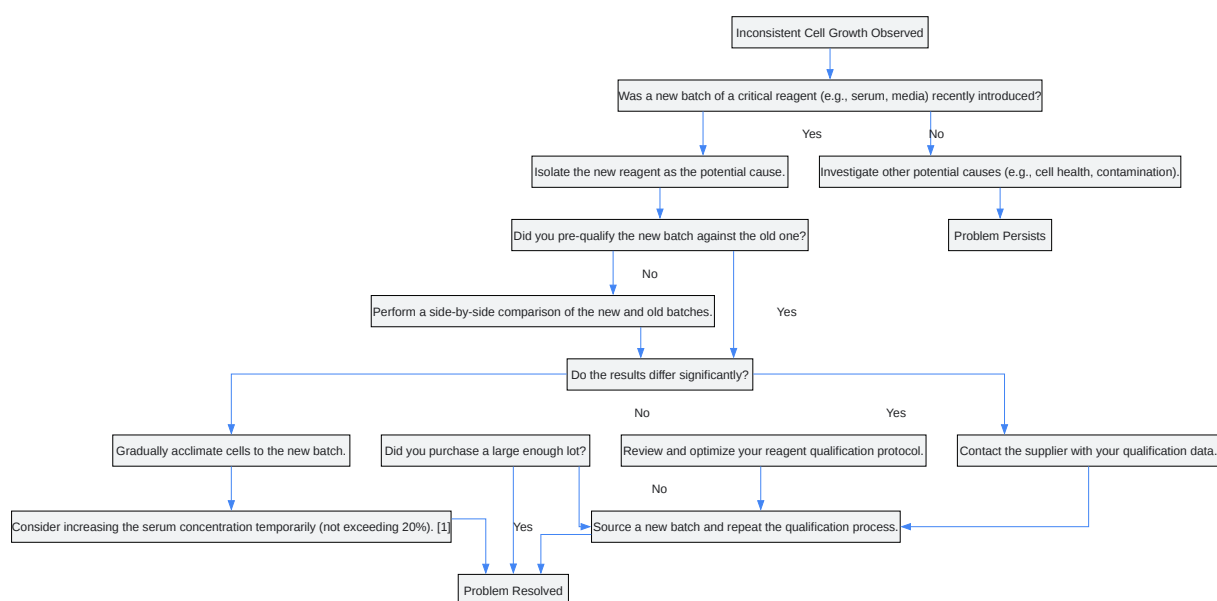 Inconsistent Cell Growth Observed
Was a new batch of a critical reagent (e.g., serum, media) recently introduced?
Yes
No
Isolate the new reagent as the potential cause.
Investigate other potential causes (e.g., cell health, contamination).
Did you pre-qualify the new batch against the old one?
Problem Persists
No
Perform a side-by-side comparison of the new and old batches.
Yes
Do the results differ significantly?
No
Yes
Gradually acclimate cells to the new batch.
Did you purchase a large enough lot?
Review and optimize your reagent qualification protocol.
Contact the supplier with your qualification data.
No
Consider increasing the serum concentration temporarily (not exceeding 20%). [1]
Yes
Source a new batch and repeat the qualification process.
Problem Resolved